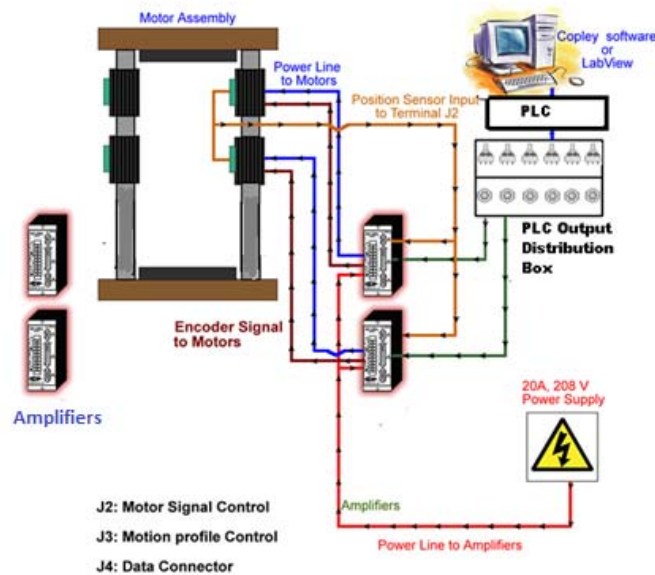 Motor Assembly
Copley software
or
LabView
Power Line
to Motors
Position Sensor Input
to Terminal J2
PLC
PLC Output
Distribution
Box
Encoder Signal
to Motors
Amplifiers
20A, 208 V
Power Supply
Amplifiers
Power Line to Amplifiers
J2: Motor Signal Control
J3: Motion profile Control
J4: Data Connector